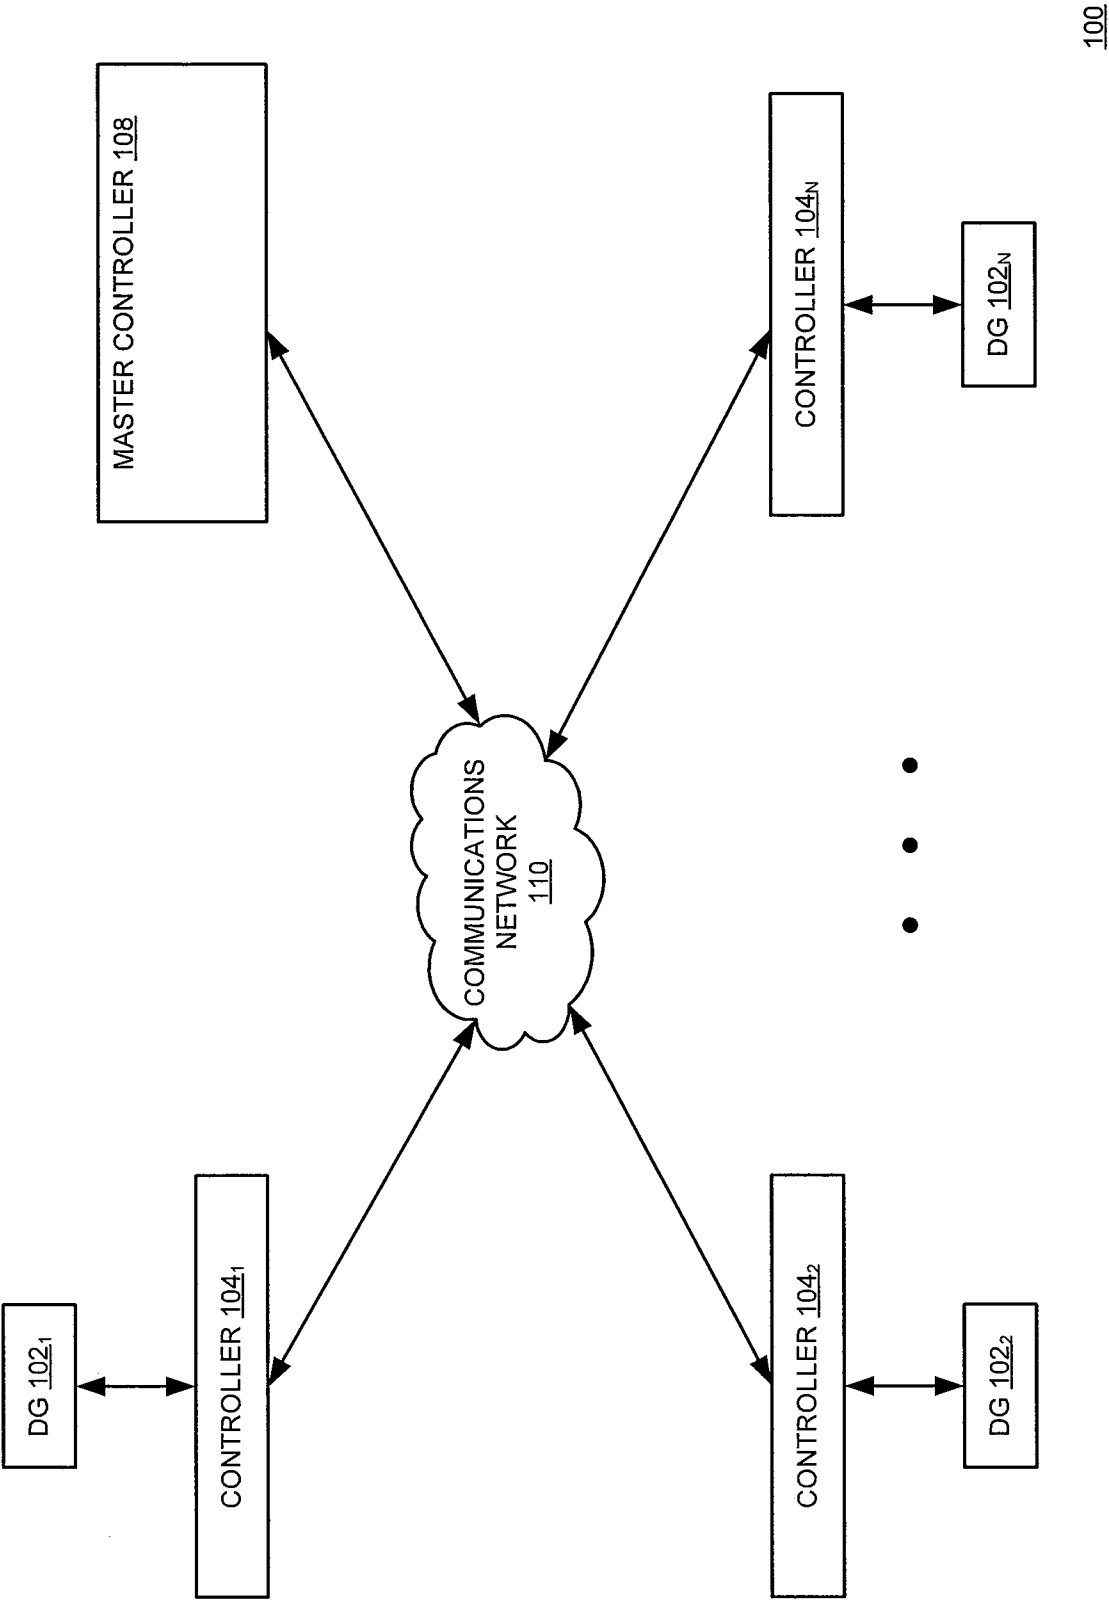 DG 102₁
CONTROLLER 104₁
MASTER CONTROLLER 108
COMMUNICATIONS
NETWORK
110
CONTROLLER 104₂
DG 102₂
CONTROLLER 104N
DG 102N
100